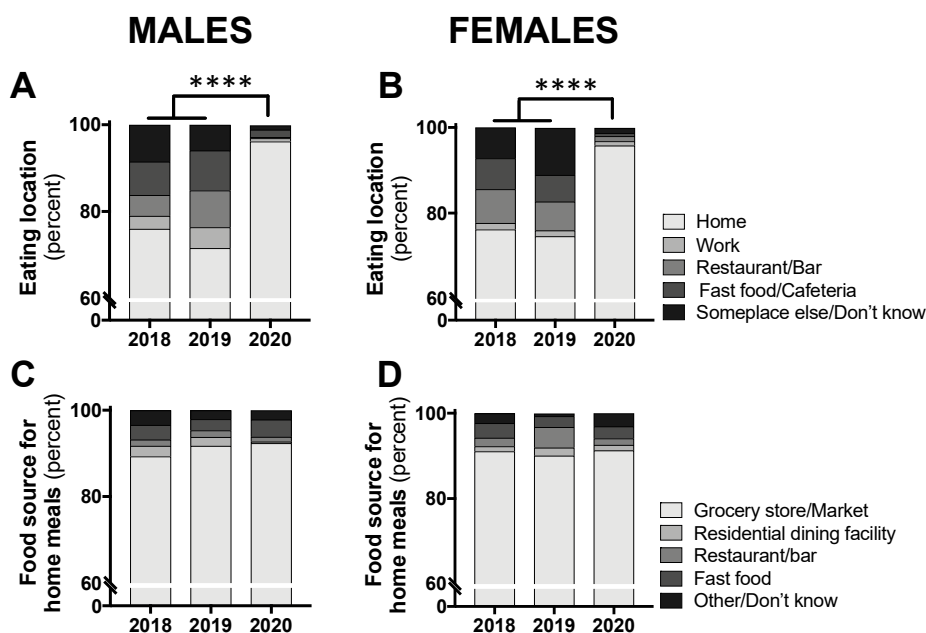 MALES
FEMALES
A
****
Eating location
(percent)
100
80
60
0
2018 2019 2020
B
****
Eating location
(percent)
100
80
60
0
2018 2019 2020
Home
Work
Restaurant/Bar
Fast food/Cafeteria
Someplace else/Don't know
C
Food source for
home meals (percent)
100
80
60
0
2018 2019 2020
D
Food source for
home meals (percent)
100
80
60
0
2018 2019 2020
Grocery store/Market
Residential dining facility
Restaurant/bar
Fast food
Other/Don't know